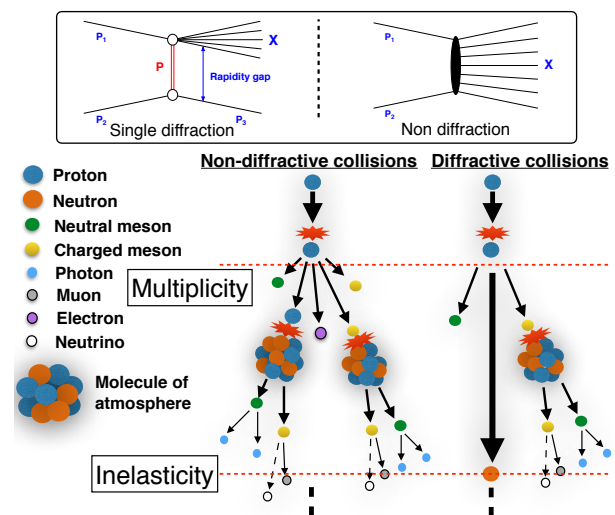 P1
P
P2
P3
X
Rapidity gap
Single diffraction
P1
P2
X
Non diffraction
Non-diffractive collisions
Diffractive collisions
Proton
Neutron
Neutral meson
Charged meson
Photon
Muon
Electron
Neutrino
Molecule of
atmosphere
Multiplicity
Inelasticity